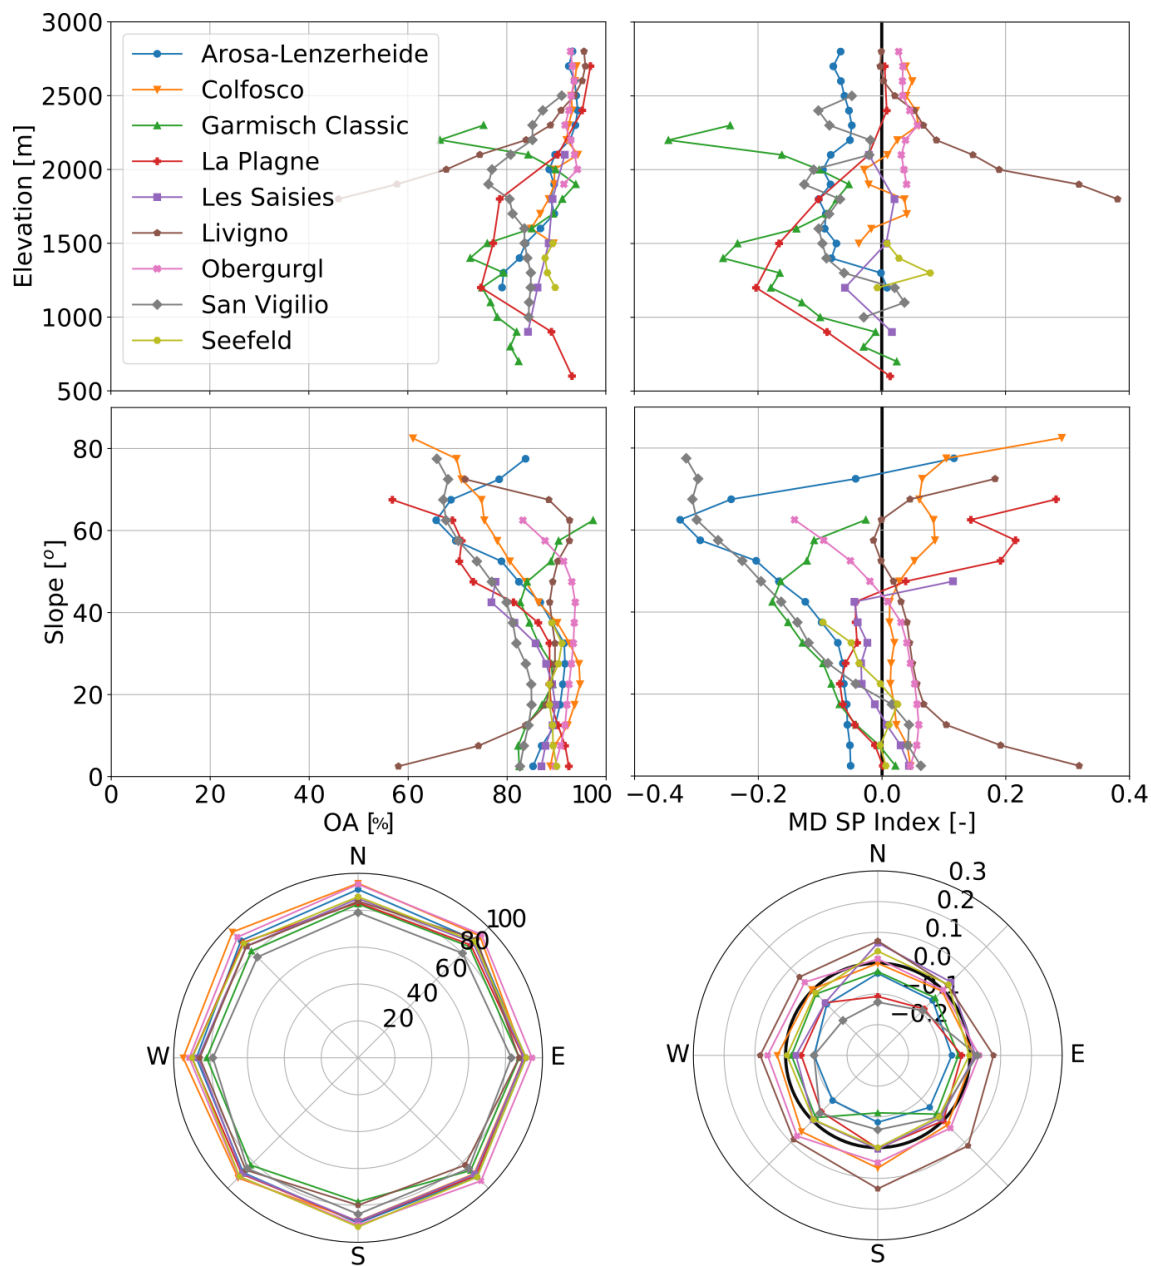 3000
2500
2000
1500
1000
500
Elevation [m]
Arosa-Lenzerheide
Colfosco
Garmisch Classic
La Plagne
Les Saisies
Livigno
Obergurgl
San Vigilio
Seefeld
80
60
40
20
0
Slope [°]
0 20 40 60 80 100
OA [%]
−0.4 −0.2 0.0 0.2 0.4
MD SP Index [-]
N
100
80
60
40
20
W
E
S
N
0.3
0.2
0.1
0.0
−0.1
−0.2
W
E
S